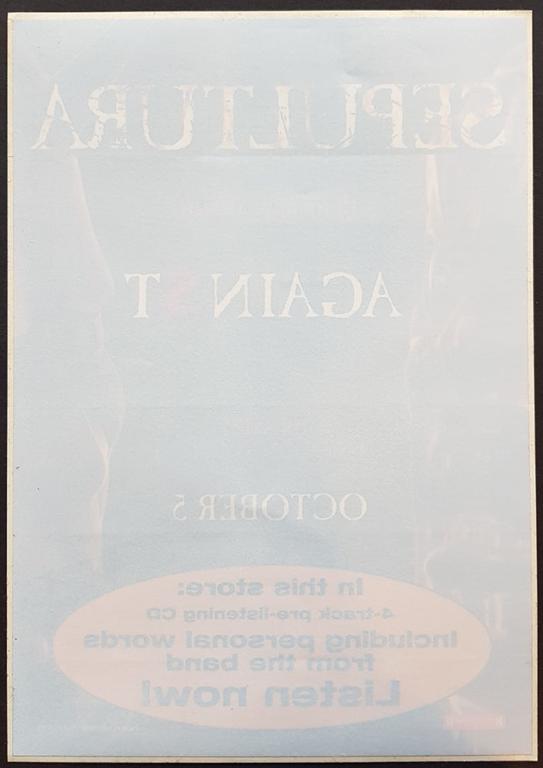 SEPULTURA
AGAINST
OCTOBER 5
In this store:
4-track pre-listening CD
Including personal words
from the band
Listen now!